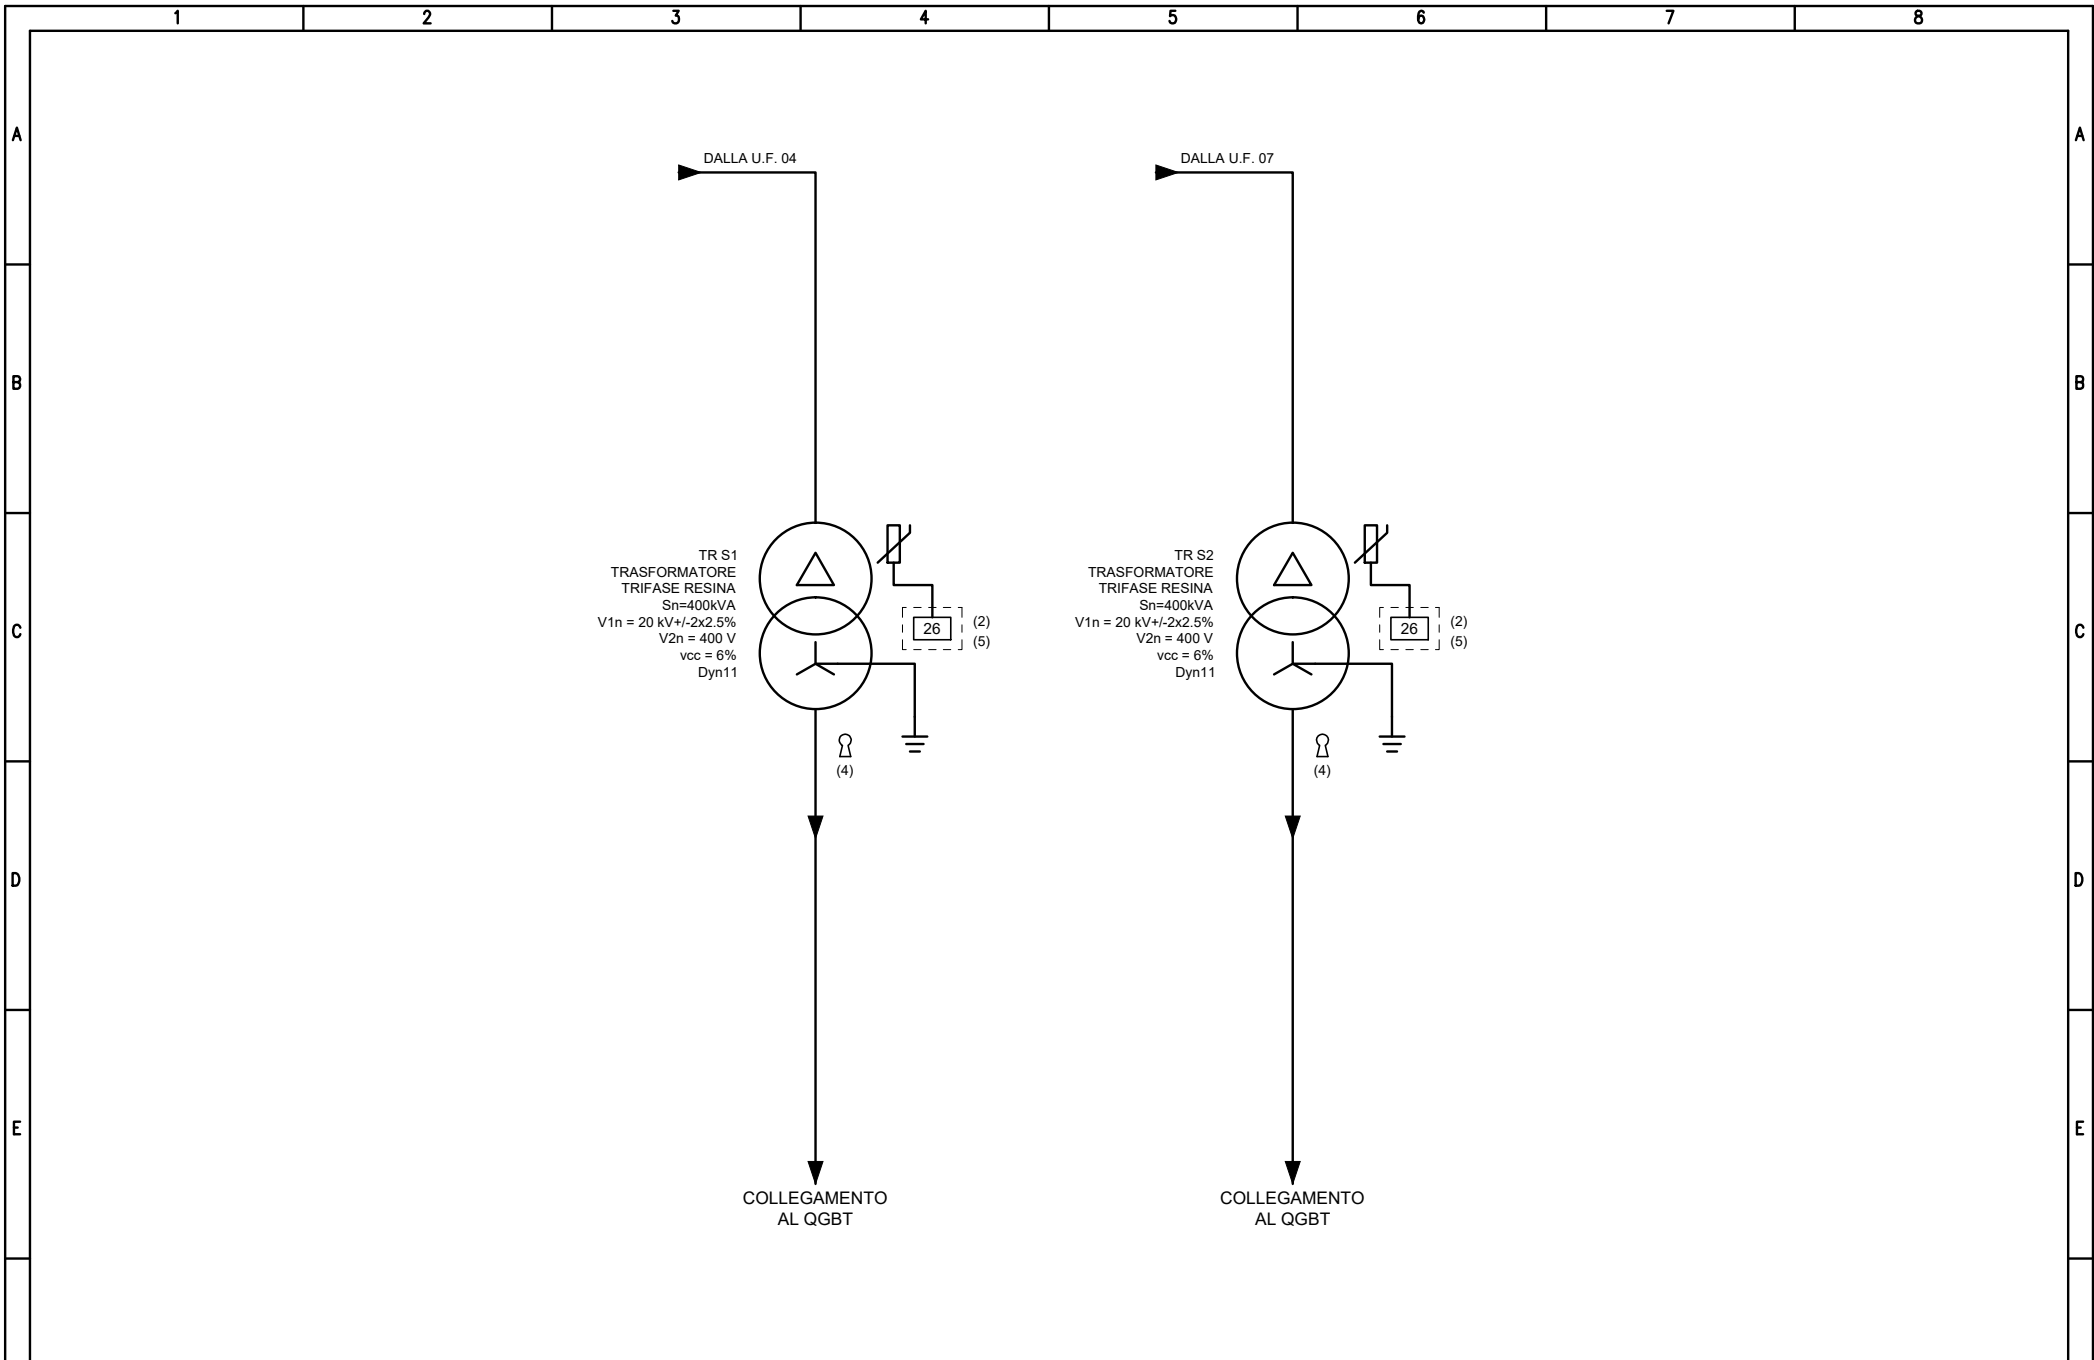 1 2 3 4 5 6 7 8
A A
DALLA U.F. 04 DALLA U.F. 07
B B
TR S1
TRASFORMATORE
TRIFASE RESINA
Sn=400kVA
V1n = 20 kV+/-2x2.5%
V2n = 400 V
vcc = 6%
Dyn11
26
(2)
(5)
(4)
TR S2
TRASFORMATORE
TRIFASE RESINA
Sn=400kVA
V1n = 20 kV+/-2x2.5%
V2n = 400 V
vcc = 6%
Dyn11
26
(2)
(5)
(4)
C C
D D
E E
COLLEGAMENTO
AL QGBT
COLLEGAMENTO
AL QGBT